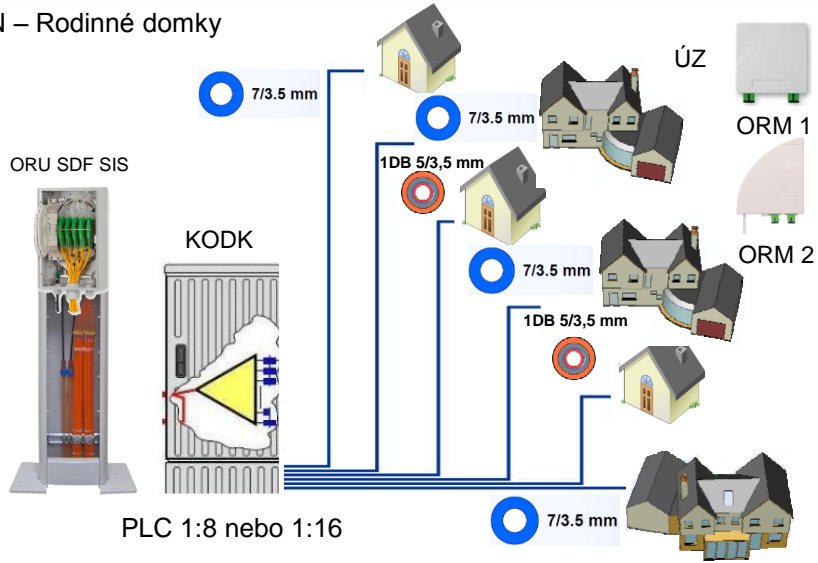 – Rodinné domky
7/3.5 mm
ÚZ
7/3.5 mm
ORM 1
1DB 5/3,5 mm
ORU SDF SIS
KODK
7/3.5 mm
ORM 2
1DB 5/3,5 mm
7/3.5 mm
PLC 1:8 nebo 1:16